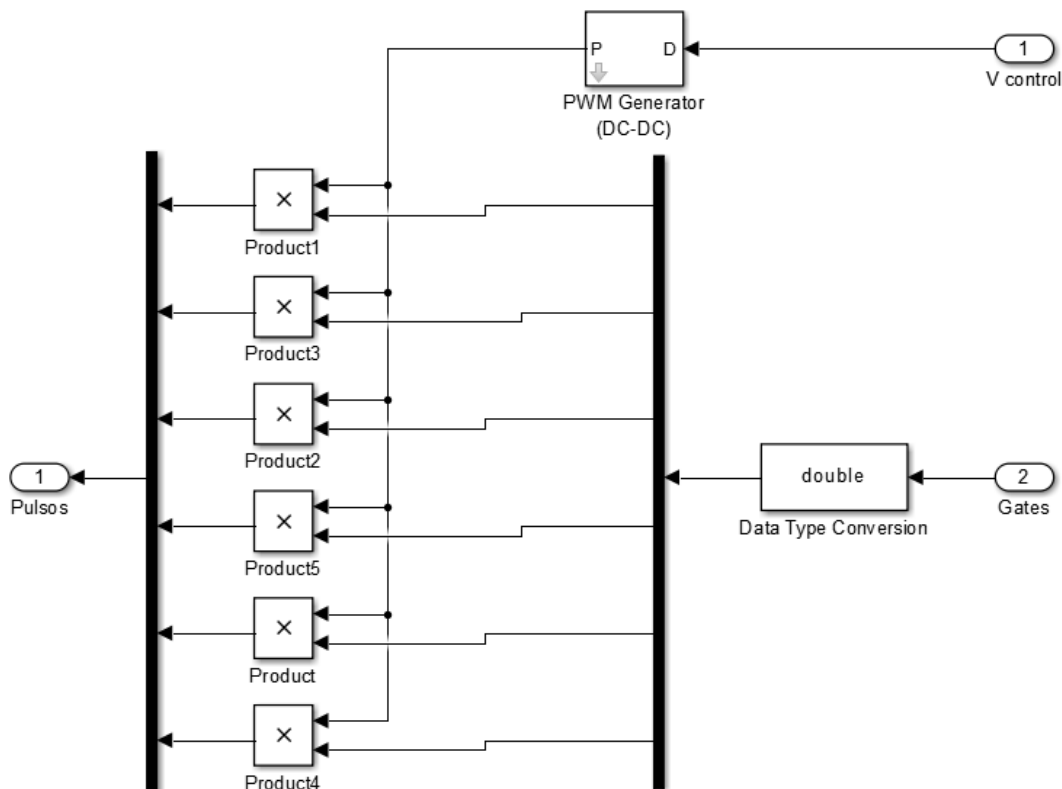 P
D
1
V control
PWM Generator
(DC-DC)
×
Product1
×
Product3
×
Product2
1
Pulsos
double
2
Data Type Conversion
Gates
×
Product5
×
Product
×
Product4